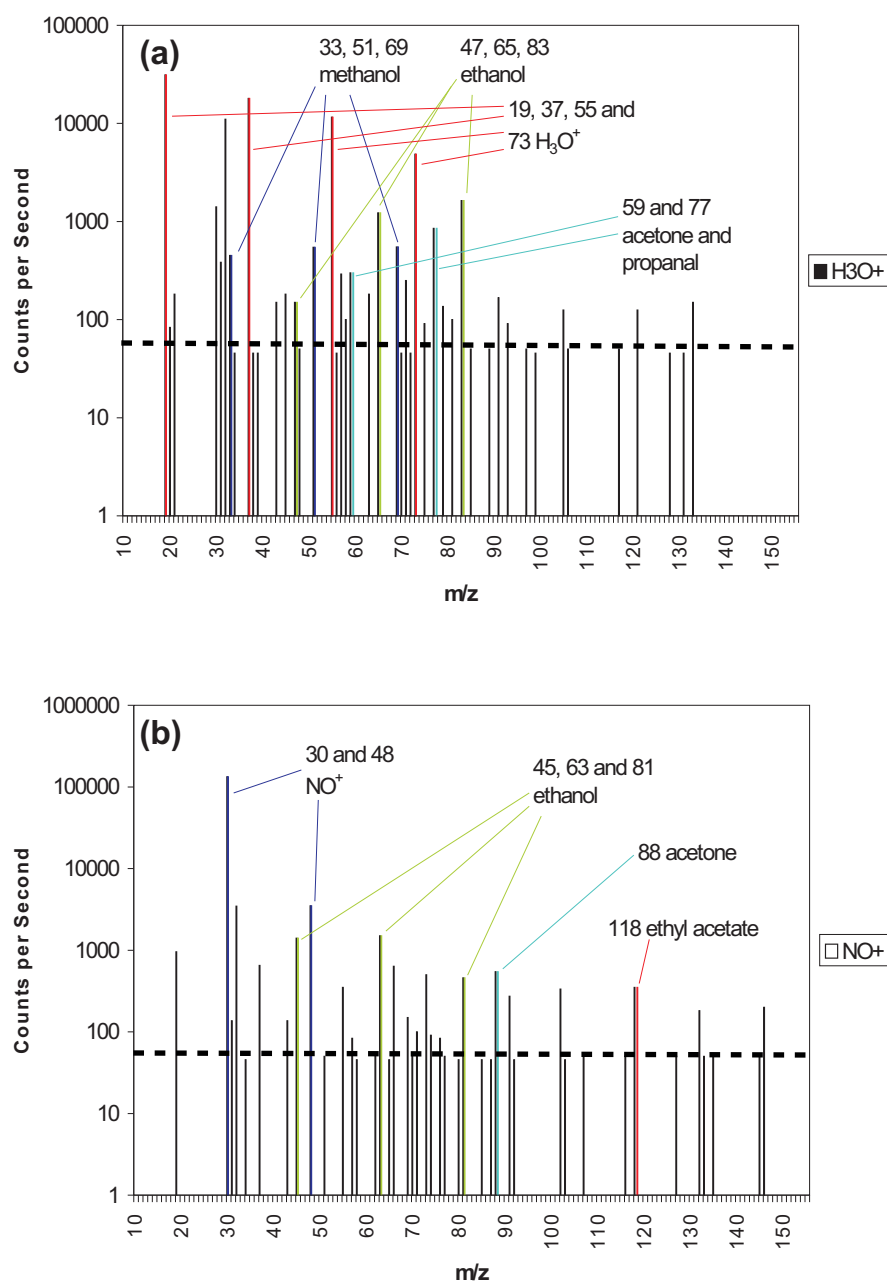 (a)
33, 51, 69
methanol
47, 65, 83
ethanol
19, 37, 55 and
73 H₃O⁺
59 and 77
acetone and
propanal
Counts per Second
100000
10000
1000
100
10
1
10 20 30 40 50 60 70 80 90 100 110 120 130 140 150
m/z
H3O+
(b)
30 and 48
NO⁺
45, 63 and 81
ethanol
88 acetone
118 ethyl acetate
Counts per Second
1000000
100000
10000
1000
100
10
1
10 20 30 40 50 60 70 80 90 100 110 120 130 140 150
m/z
NO+